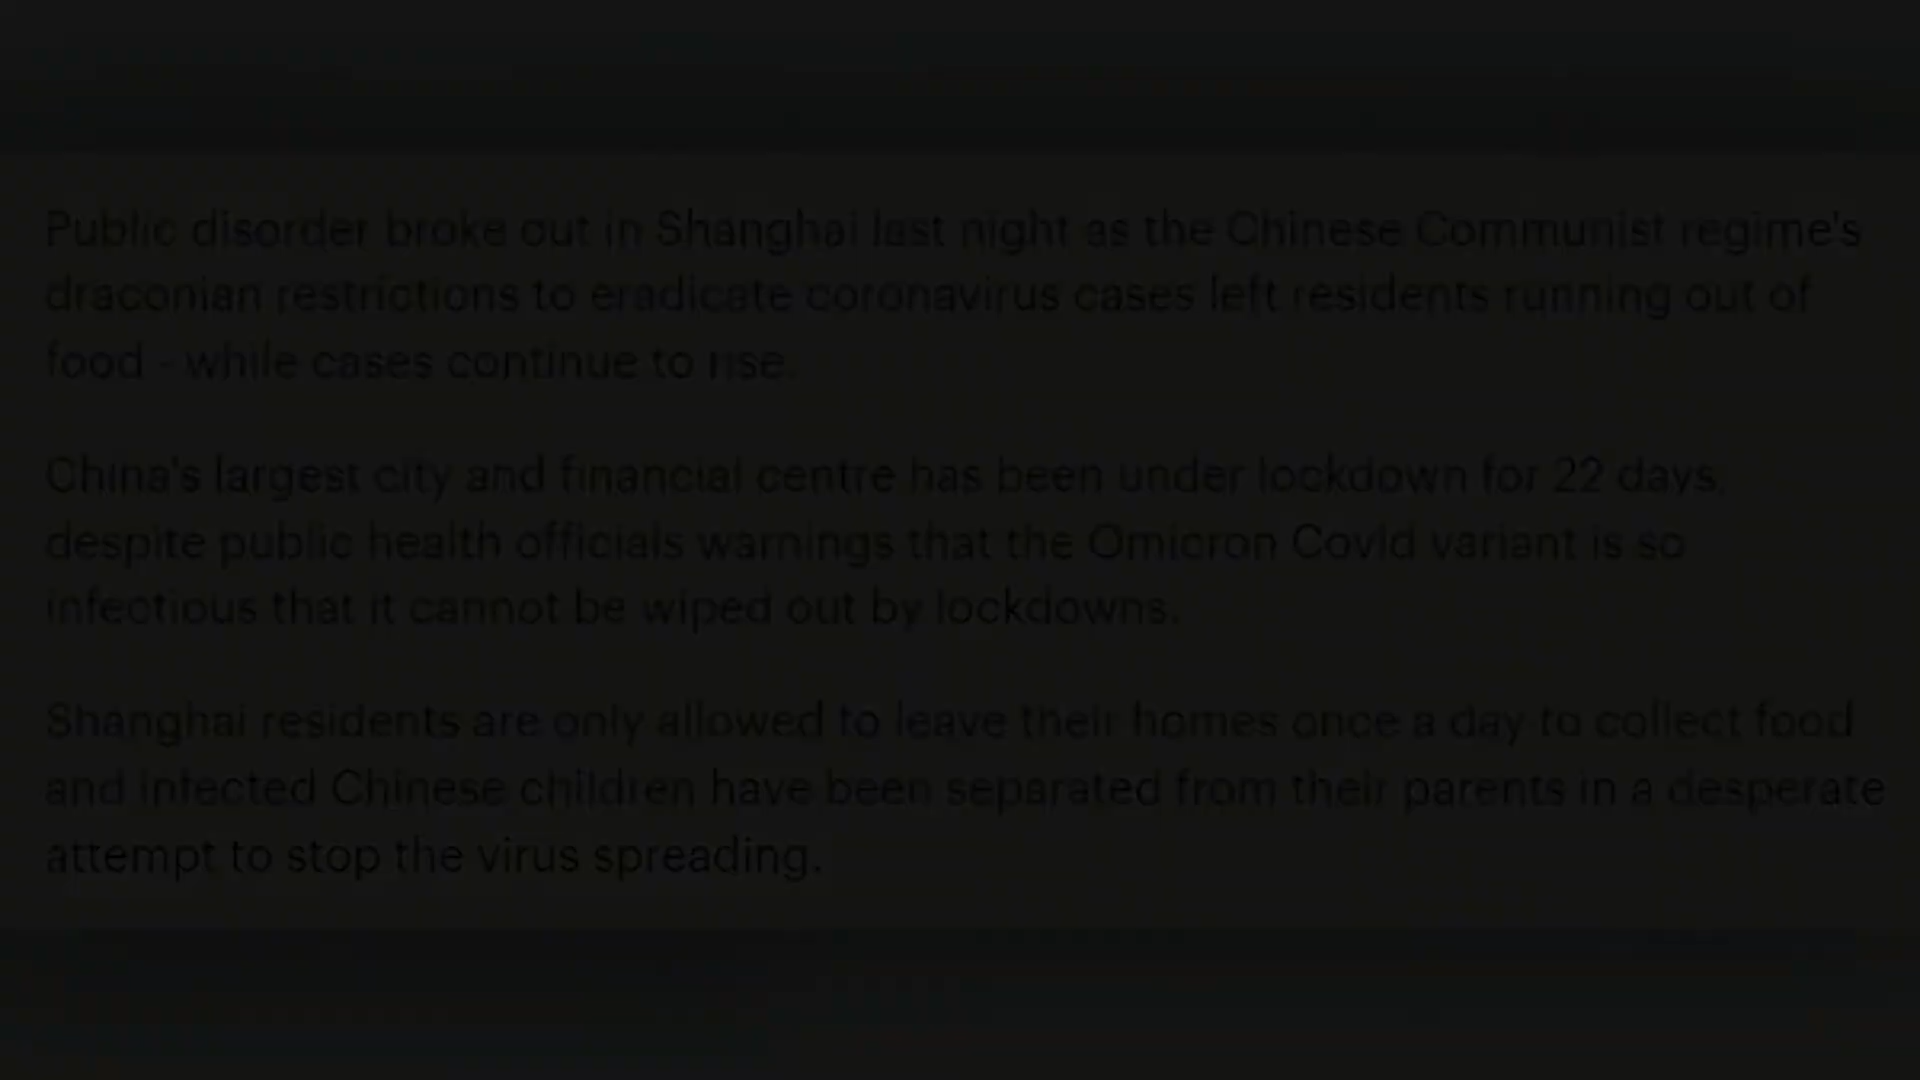 Public disorder broke out in Shanghai last night as the Chinese Communist regime's
draconian restrictions to eradicate coronavirus cases left residents running out of
food - while cases continue to rise.
China's largest city and financial centre has been under lockdown for 22 days,
despite public health officials warnings that the Omicron Covid variant is so
infectious that it cannot be wiped out by lockdowns.
Shanghai residents are only allowed to leave their homes once a day to collect food
and infected Chinese children have been separated from their parents in a desperate
attempt to stop the virus spreading.